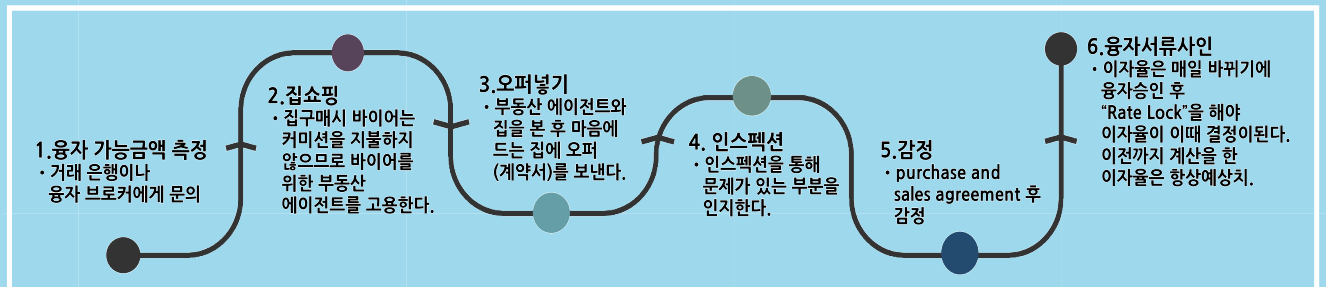 1.융자 가능금액 측정
· 거래 은행이나
융자 브로커에게 문의
2.집쇼핑
· 집구매시 바이어는
커미션을 지불하지
않으므로 바이어를
위한 부동산
에이전트를 고용한다.
3.오퍼넣기
· 부동산 에이전트와
집을 본 후 마음에
드는 집에 오퍼
(계약서)를 보낸다.
4. 인스펙션
· 인스펙션을 통해
문제가 있는 부분을
인지한다.
5.감정
· purchase and
sales agreement 후
감정
6.융자서류사인
· 이자율은 매일 바뀌기에
융자승인 후
“Rate Lock”을 해야
이자율이 이때 결정이된다.
이전까지 계산을 한
이자율은 항상예상치.